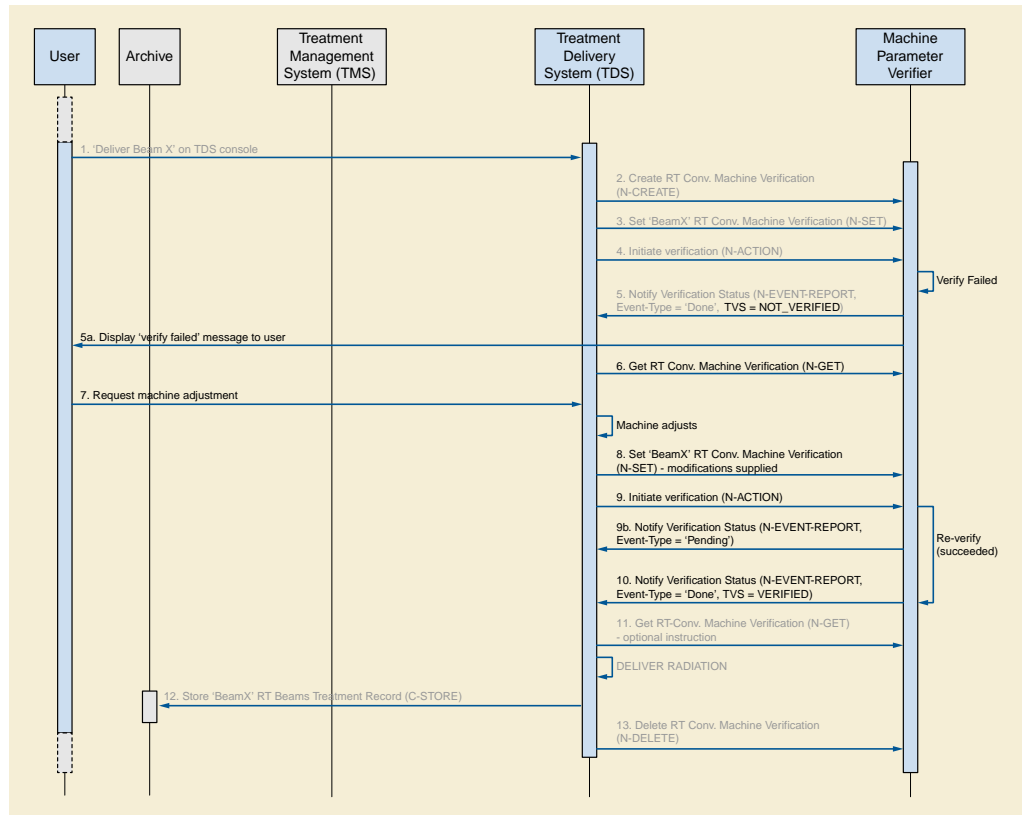 User
Archive
Treatment
Management
System (TMS)
Treatment
Delivery
System (TDS)
Machine
Parameter
Verifier
1. 'Deliver Beam X' on TDS console
2. Create RT Conv. Machine Verification
(N-CREATE)
3. Set 'BeamX' RT Conv. Machine Verification (N-SET)
4. Initiate verification (N-ACTION)
Verify Failed
5. Notify Verification Status (N-EVENT-REPORT,
Event-Type = 'Done', TVS = NOT_VERIFIED)
5a. Display 'verify failed' message to user
6. Get RT Conv. Machine Verification (N-GET)
7. Request machine adjustment
Machine adjusts
8. Set 'BeamX' RT Conv. Machine Verification
(N-SET) - modifications supplied
9. Initiate verification (N-ACTION)
9b. Notify Verification Status (N-EVENT-REPORT,
Event-Type = 'Pending')
Re-verify
(succeeded)
10. Notify Verification Status (N-EVENT-REPORT,
Event-Type = 'Done', TVS = VERIFIED)
11. Get RT-Conv. Machine Verification (N-GET)
- optional instruction
DELIVER RADIATION
12. Store 'BeamX' RT Beams Treatment Record (C-STORE)
13. Delete RT Conv. Machine Verification
(N-DELETE)